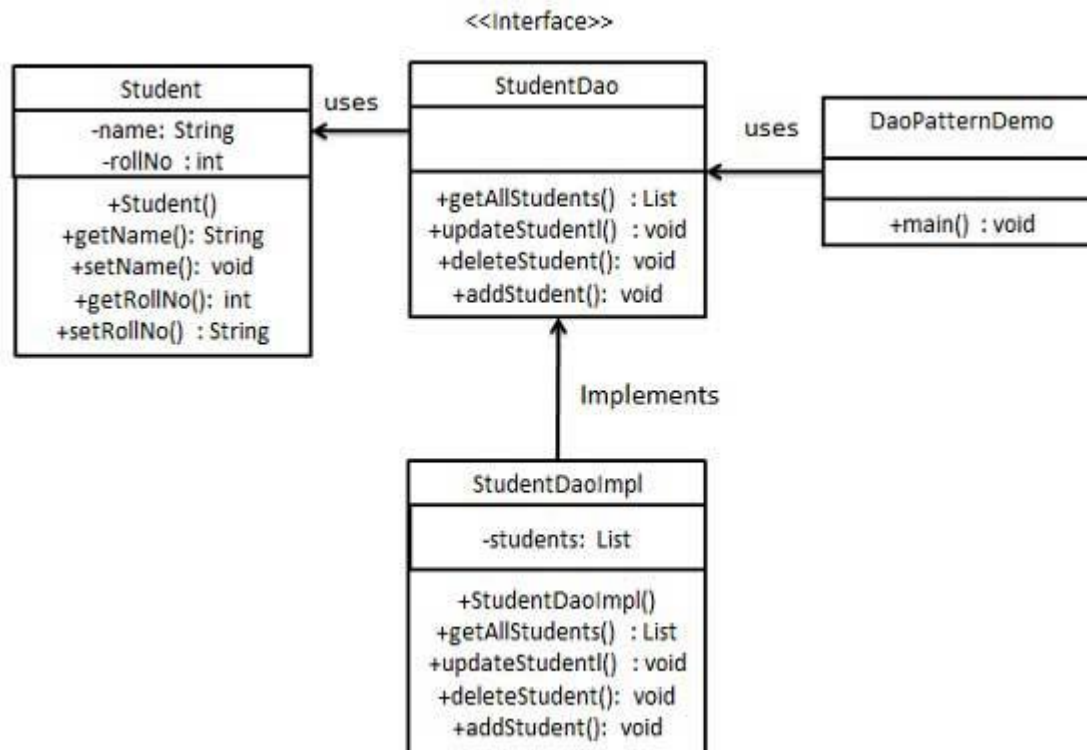 <<Interface>>
Student
-name: String
-rollNo : int
+Student()
+getName(): String
+setName(): void
+getRollNo(): int
+setRollNo() : String
uses
StudentDao
+getAllStudents() : List
+updateStudentl() : void
+deleteStudent(): void
+addStudent(): void
uses
DaoPatternDemo
+main() : void
Implements
StudentDaoImpl
-students: List
+StudentDaoImpl()
+getAllStudents() : List
+updateStudentl() : void
+deleteStudent(): void
+addStudent(): void